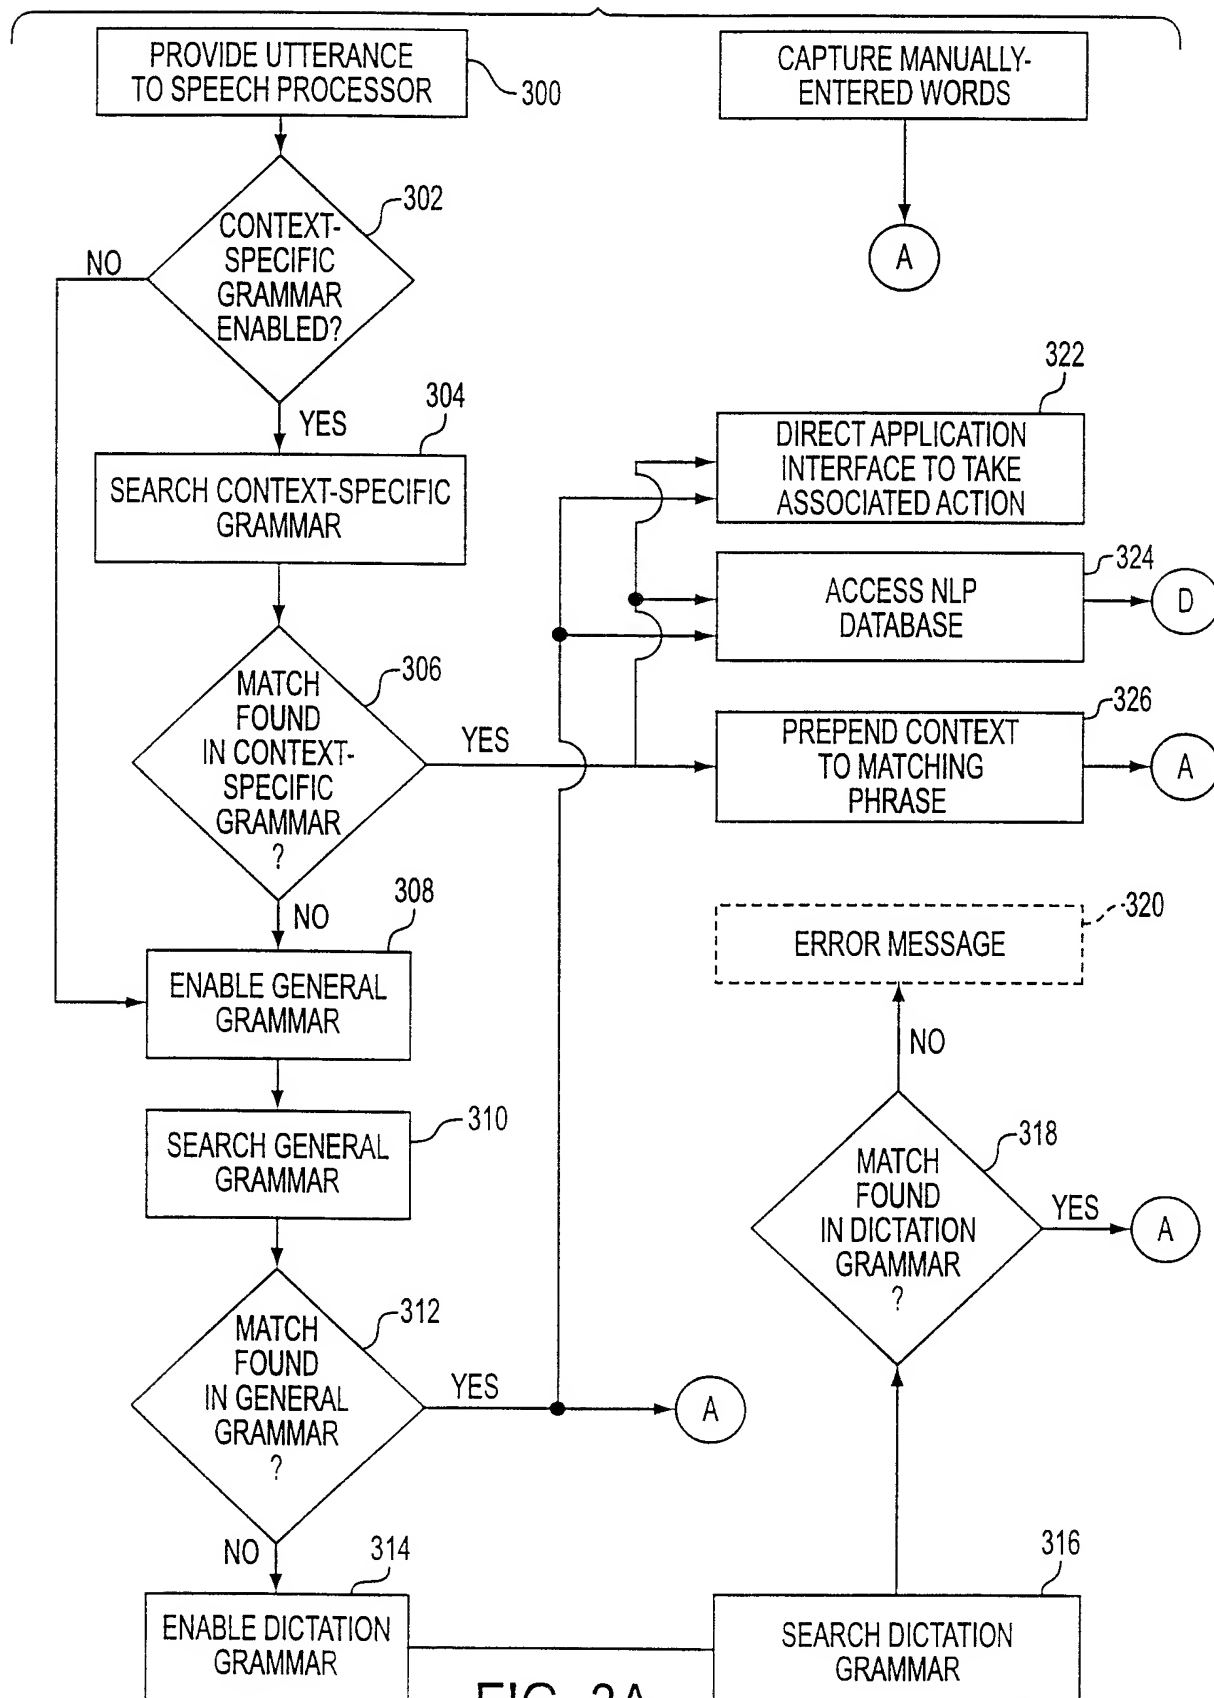 PROVIDE UTTERANCE
TO SPEECH PROCESSOR
300
CAPTURE MANUALLY-
ENTERED WORDS
A
302
CONTEXT-
SPECIFIC
GRAMMAR
ENABLED?
NO
YES
304
SEARCH CONTEXT-SPECIFIC
GRAMMAR
322
DIRECT APPLICATION
INTERFACE TO TAKE
ASSOCIATED ACTION
324
ACCESS NLP
DATABASE
D
306
MATCH
FOUND
IN CONTEXT-
SPECIFIC
GRAMMAR
?
YES
326
PREPEND CONTEXT
TO MATCHING
PHRASE
A
NO
308
ENABLE GENERAL
GRAMMAR
320
ERROR MESSAGE
NO
310
SEARCH GENERAL
GRAMMAR
318
MATCH
FOUND
IN DICTATION
GRAMMAR
?
YES
A
312
MATCH
FOUND
IN GENERAL
GRAMMAR
?
YES
A
NO
314
ENABLE DICTATION
GRAMMAR
316
SEARCH DICTATION
GRAMMAR